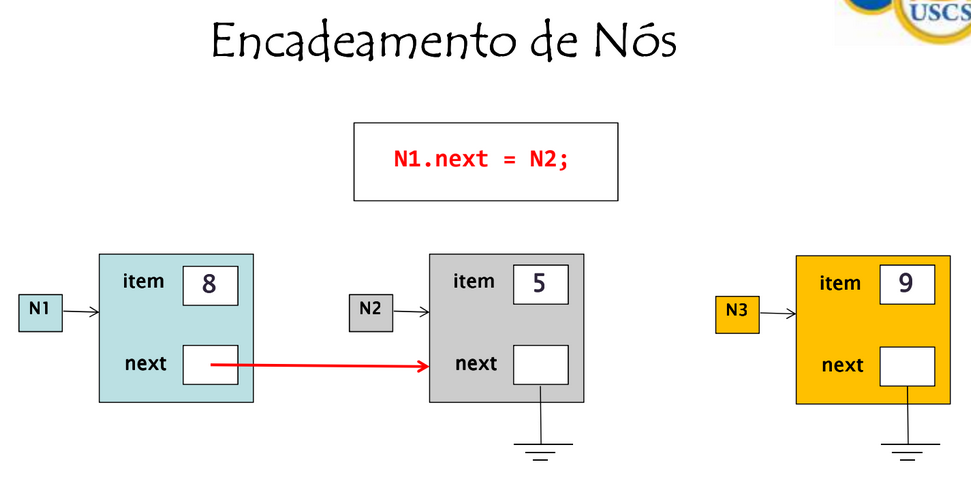 USCS
Encadeamento de Nós
N1.next = N2;
item 8
item 5
item 9
N1
N2
N3
next
next
next